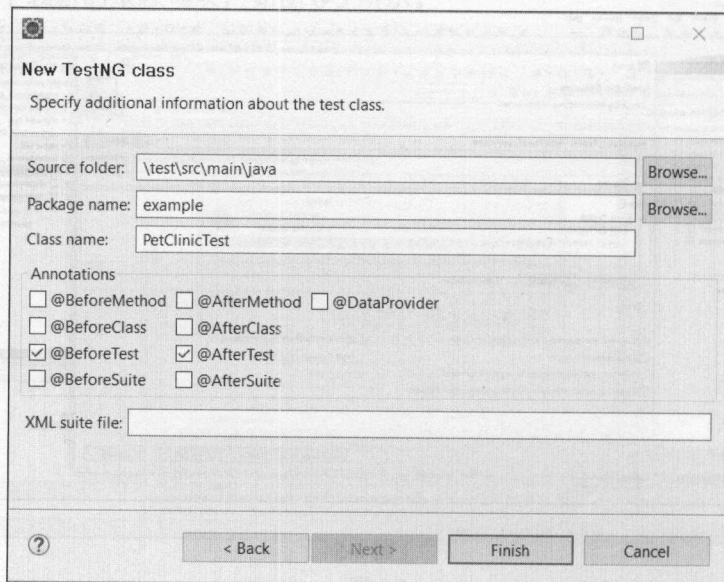 New TestNG class
Specify additional information about the test class.
Source folder: \test\src\main\java Browse...
Package name: example Browse...
Class name: PetClinicTest
Annotations
@BeforeMethod @AfterMethod @DataProvider
@BeforeClass @AfterClass
@BeforeTest @AfterTest
@BeforeSuite @AfterSuite
XML suite file:
? < Back Next > Finish Cancel